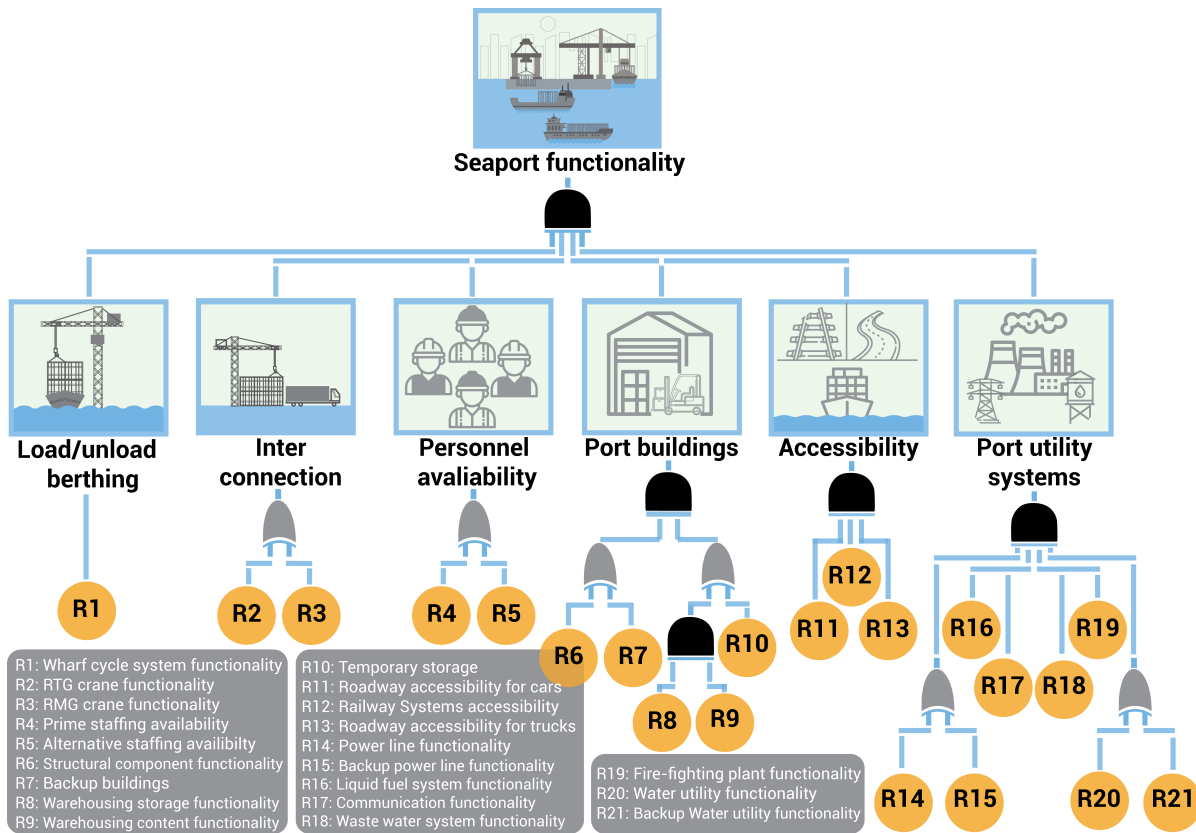 Seaport functionality
Load/unload
berthing
Inter
connection
Personnel
avaliability
Port buildings
Accessibility
Port utility
systems
R1
R2
R3
R4
R5
R6
R7
R8
R9
R10
R11
R12
R13
R14
R15
R16
R17
R18
R19
R20
R21
R1: Wharf cycle system functionality
R2: RTG crane functionality
R3: RMG crane functionality
R4: Prime staffing availability
R5: Alternative staffing availibilty
R6: Structural component functionality
R7: Backup buildings
R8: Warehousing storage functionality
R9: Warehousing content functionality
R10: Temporary storage
R11: Roadway accessibility for cars
R12: Railway Systems accessibility
R13: Roadway accessibility for trucks
R14: Power line functionality
R15: Backup power line functionality
R16: Liquid fuel system functionality
R17: Communication functionality
R18: Waste water system functionality
R19: Fire-fighting plant functionality
R20: Water utility functionality
R21: Backup Water utility functionality